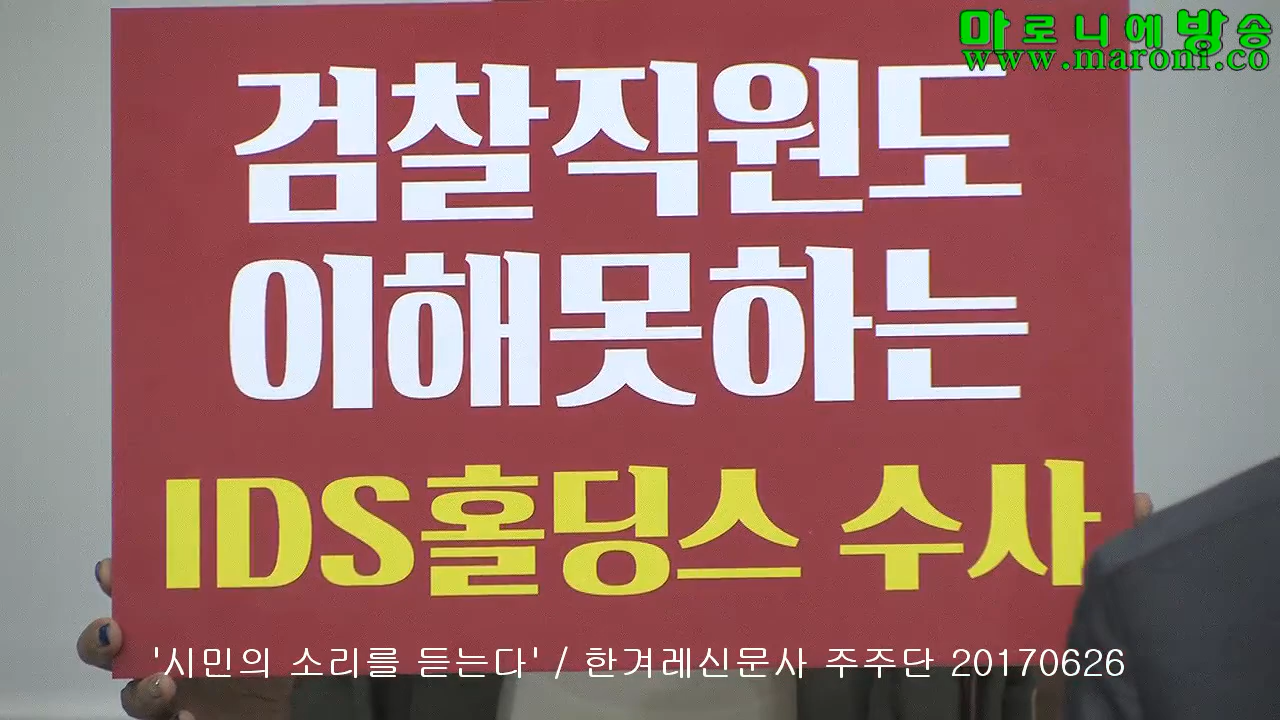 마로니에방송
www.maroni.co
검찰직원도
이해못하는
IDS홀딩스 수사
'시민의 소리를 듣는다' / 한겨레신문사 주주단 20170626